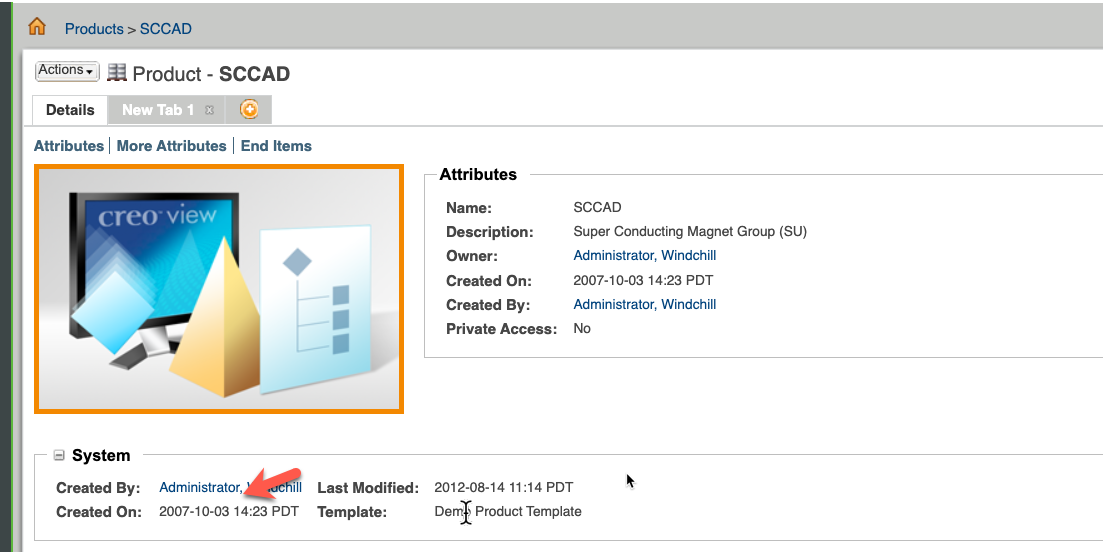 Products > SCCAD
Actions
Product - SCCAD
Details New Tab 1
Attributes More Attributes End Items
creo view
Attributes
Name: SCCAD
Description: Super Conducting Magnet Group (SU)
Owner: Administrator, Windchill
Created On: 2007-10-03 14:23 PDT
Created By: Administrator, Windchill
Private Access: No
System
Created By: Administrator, Windchill Last Modified: 2012-08-14 11:14 PDT
Created On: 2007-10-03 14:23 PDT Template: Demo Product Template